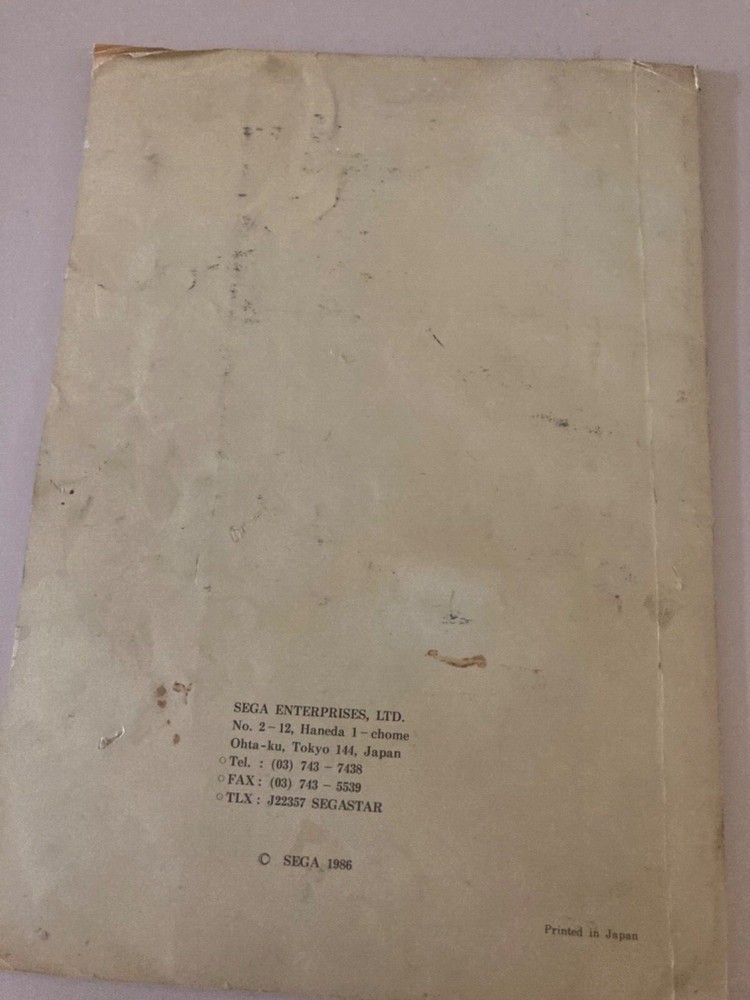 SEGA ENTERPRISES, LTD.
No. 2-12, Haneda 1-chome
Ohta-ku, Tokyo 144, Japan
○Tel. : (03) 743 - 7438
○FAX : (03) 743 - 5539
○TLX : J22357 SEGASTAR
© SEGA 1986
Printed in Japan